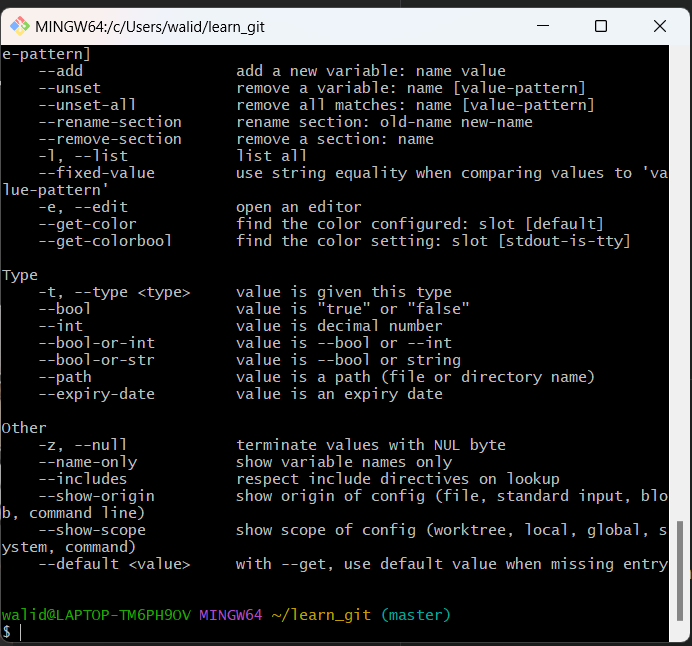 MINGW64:/c/Users/walid/learn_git
e-pattern]
    --add                 add a new variable: name value
    --unset               remove a variable: name [value-pattern]
    --unset-all           remove all matches: name [value-pattern]
    --rename-section      rename section: old-name new-name
    --remove-section      remove a section: name
    -l, --list            list all
    --fixed-value         use string equality when comparing values to 'va
lue-pattern'
    -e, --edit            open an editor
    --get-color           find the color configured: slot [default]
    --get-colorbool       find the color setting: slot [stdout-is-tty]

Type
    -t, --type <type>     value is given this type
    --bool                value is "true" or "false"
    --int                 value is decimal number
    --bool-or-int         value is --bool or --int
    --bool-or-str         value is --bool or string
    --path                value is a path (file or directory name)
    --expiry-date         value is an expiry date

Other
    -z, --null            terminate values with NUL byte
    --name-only           show variable names only
    --includes            respect include directives on lookup
    --show-origin         show origin of config (file, standard input, blo
b, command line)
    --show-scope          show scope of config (worktree, local, global, s
ystem, command)
    --default <value>     with --get, use default value when missing entry

walid@LAPTOP-TM6PH9OV MINGW64 ~/learn_git (master)
$